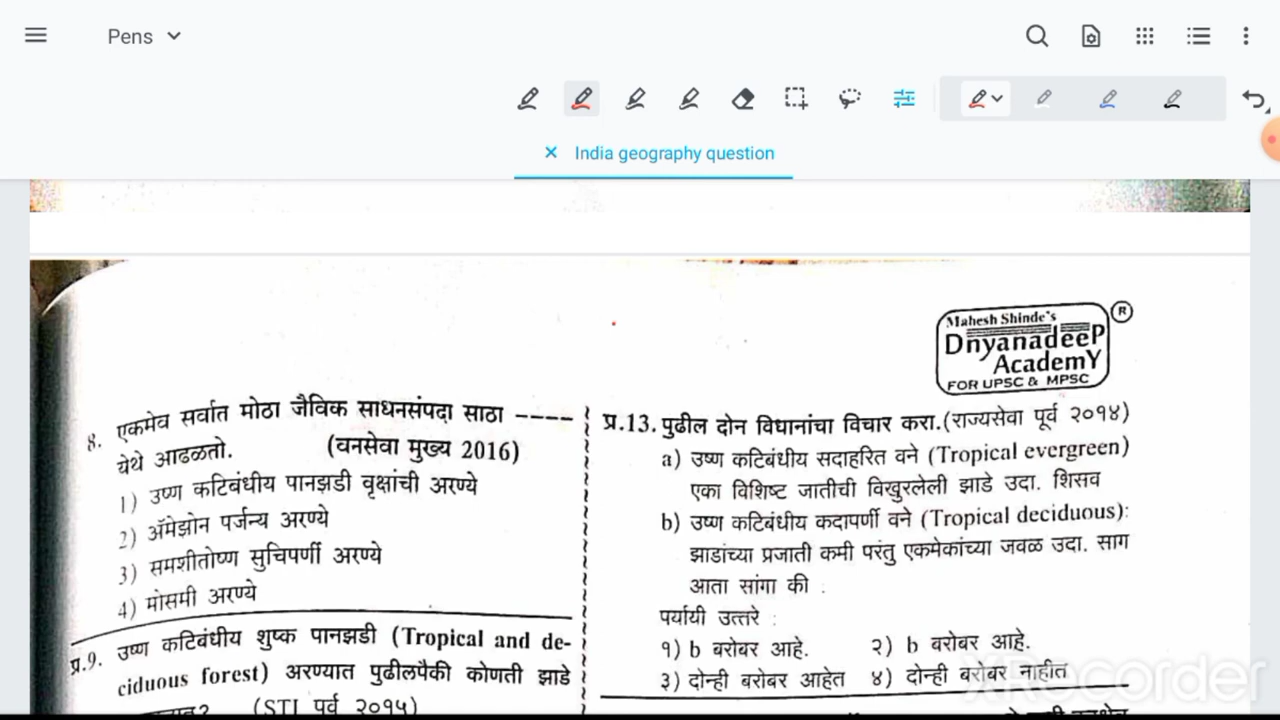 Pens
India geography question
Mahesh Shinde's
DnyanadeeP
AcademY
FOR UPSC & MPSC
R
8. एकमेव सर्वात मोठा जैविक साधनसंपदा साठा ----
येथे आढळतो. (वनसेवा मुख्य 2016)
1) उष्ण कटिबंधीय पानझडी वृक्षांची अरण्ये
2) ॲमेझोन पर्जन्य अरण्ये
3) समशीतोष्ण सुचिपर्णी अरण्ये
4) मोसमी अरण्ये
प्र.9. उष्ण कटिबंधीय शुष्क पानझडी (Tropical and de-
ciduous forest) अरण्यात पुढीलपैकी कोणती झाडे
(STI पूर्व २०१५)
प्र.13. पुढील दोन विधानांचा विचार करा.(राज्यसेवा पूर्व २०१४)
a) उष्ण कटिबंधीय सदाहरित वने (Tropical evergreen)
एका विशिष्ट जातीची विखुरलेली झाडे उदा. शिसव
b) उष्ण कटिबंधीय कदापर्णी वने (Tropical deciduous):
झाडांच्या प्रजाती कमी परंतु एकमेकांच्या जवळ उदा. साग
आता सांगा की :
पर्यायी उत्तरे :
१) b बरोबर आहे. २) b बरोबर आहे.
३) दोन्ही बरोबर आहेत ४) दोन्ही बरोबर नाहीत
XRecorder